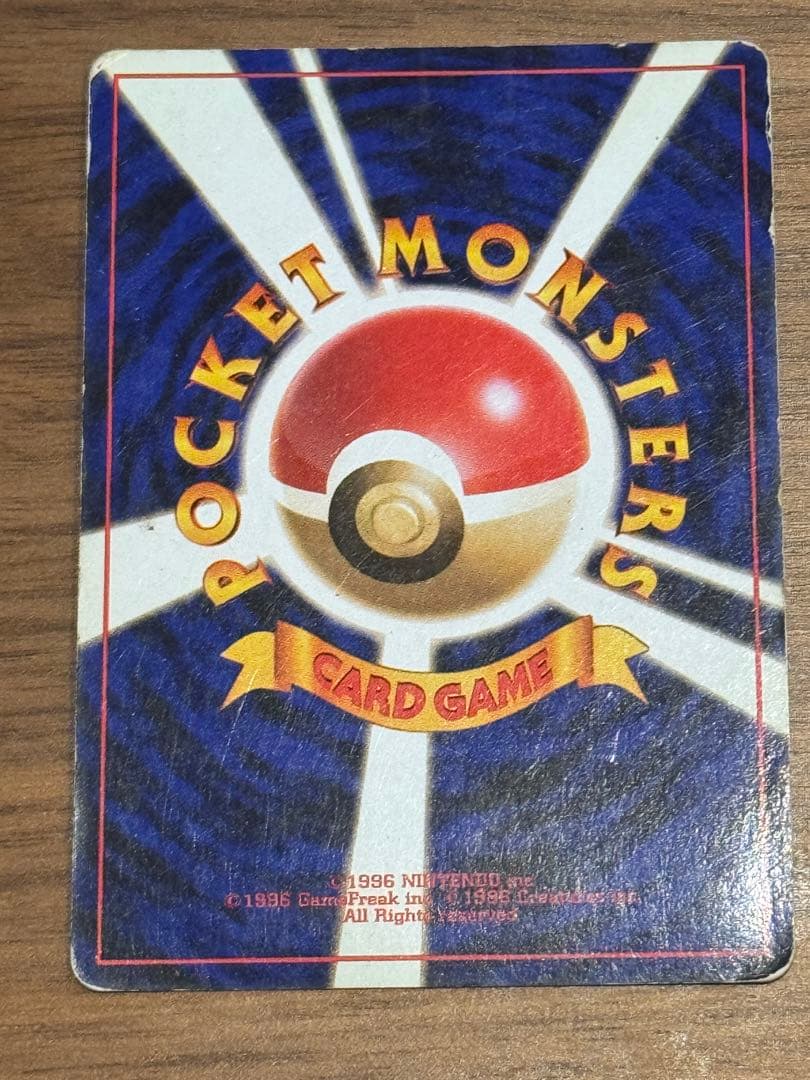 POCKET MONSTERS
CARD GAME
©1996 NINTENDO inc
©1996 GameFreak inc ©1996 Creatures inc.
All Rights reserved